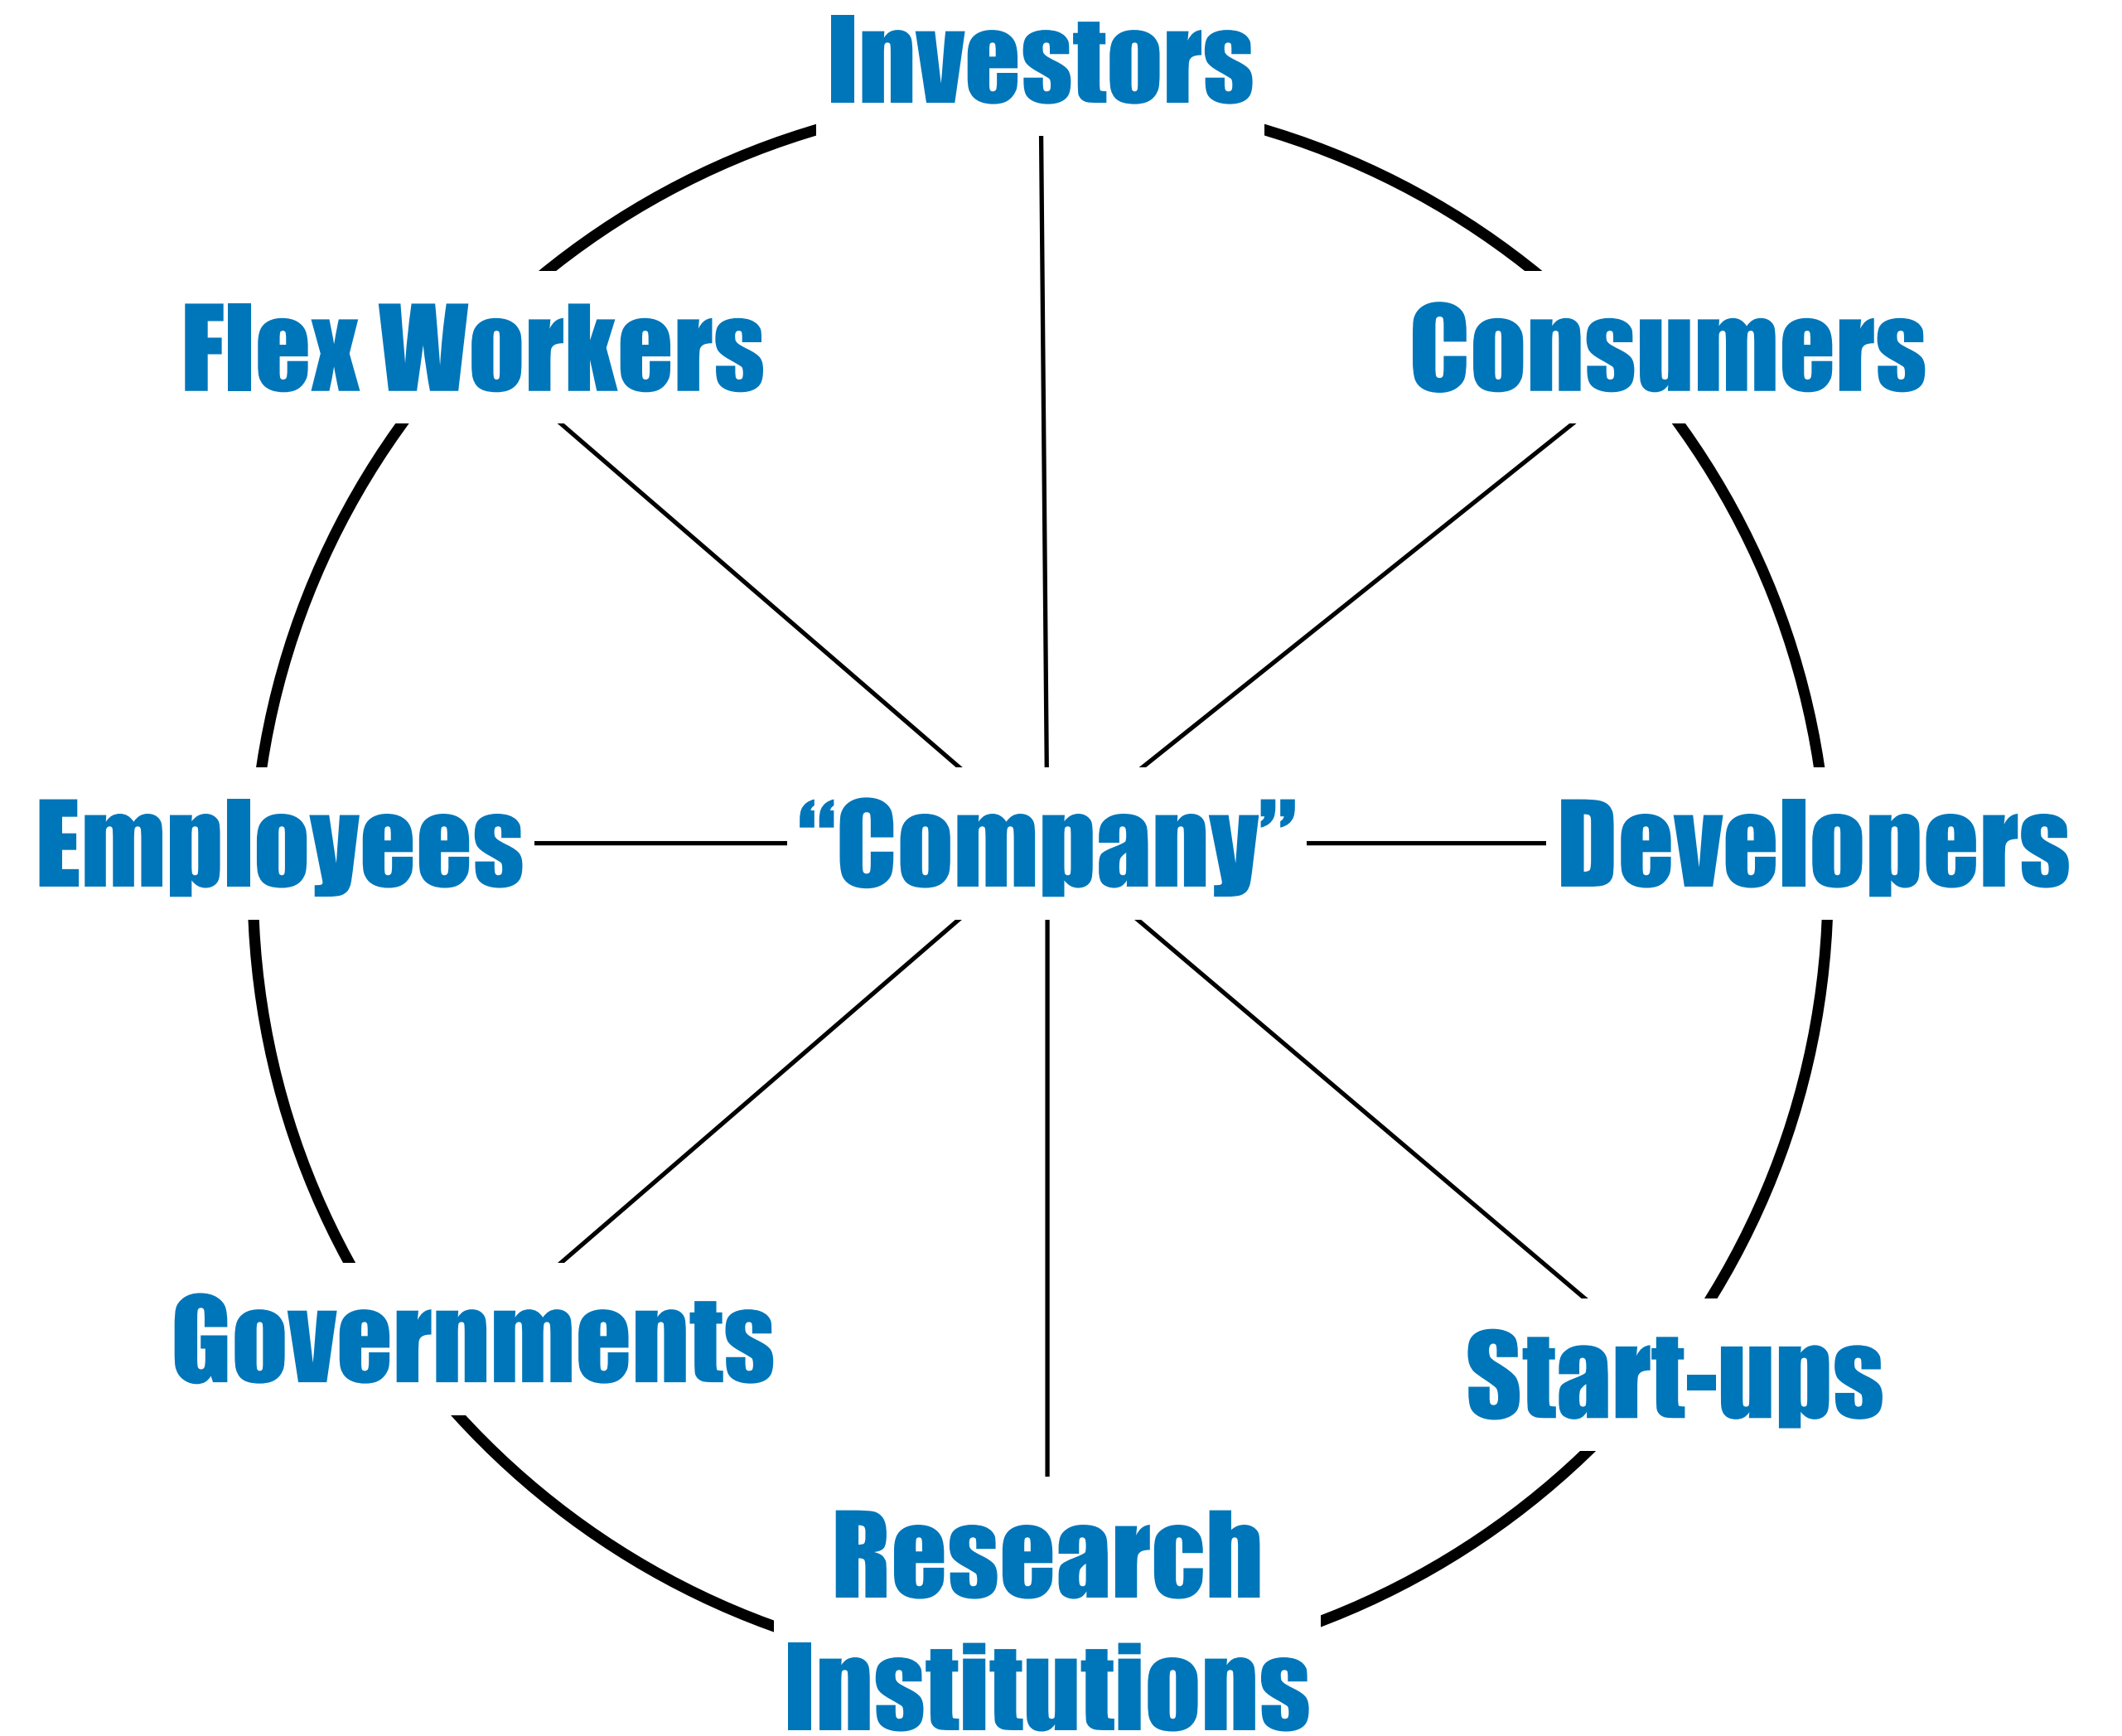 Investors
Flex Workers
Consumers
Employees
“Company”
Developers
Governments
Start-ups
Research
Institutions